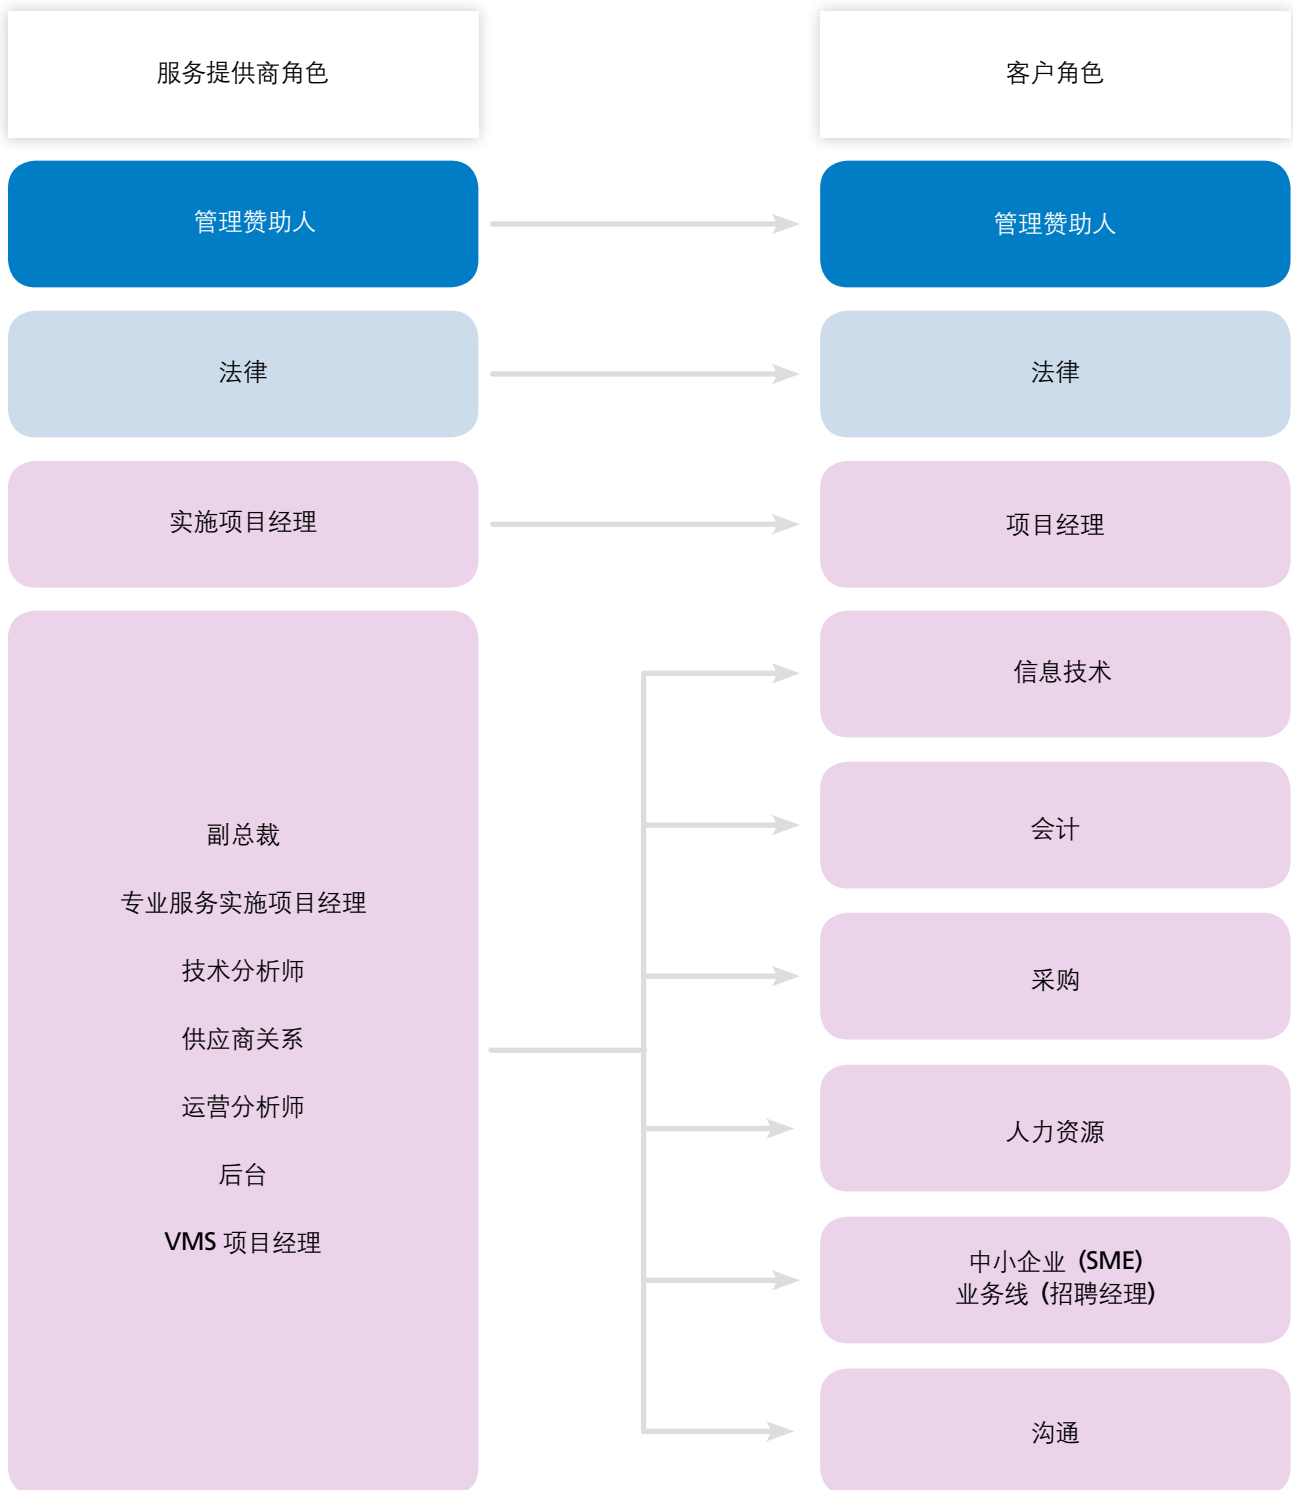 服务提供商角色
客户角色
管理赞助人
管理赞助人
法律
法律
实施项目经理
项目经理
副总裁
专业服务实施项目经理
技术分析师
供应商关系
运营分析师
后台
VMS 项目经理
信息技术
会计
采购
人力资源
中小企业 (SME)
业务线 (招聘经理)
沟通